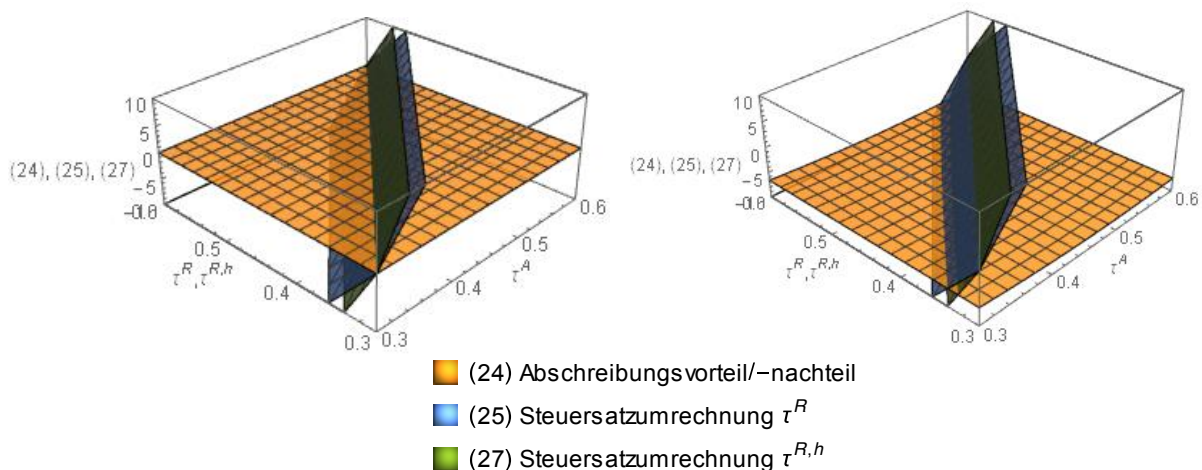 10
5
0
(24), (25), (27)
-5
0.5
τ^R, τ^{R,h}
0.4
0.3
0.3
0.4
τ^A
0.5
0.6
10
5
0
(24), (25), (27)
-5
0.5
τ^R, τ^{R,h}
0.4
0.3
0.3
0.4
τ^A
0.5
0.6
(24) Abschreibungsvorteil/−nachteil
(25) Steuersatzumrechnung τ^R
(27) Steuersatzumrechnung τ^{R,h}